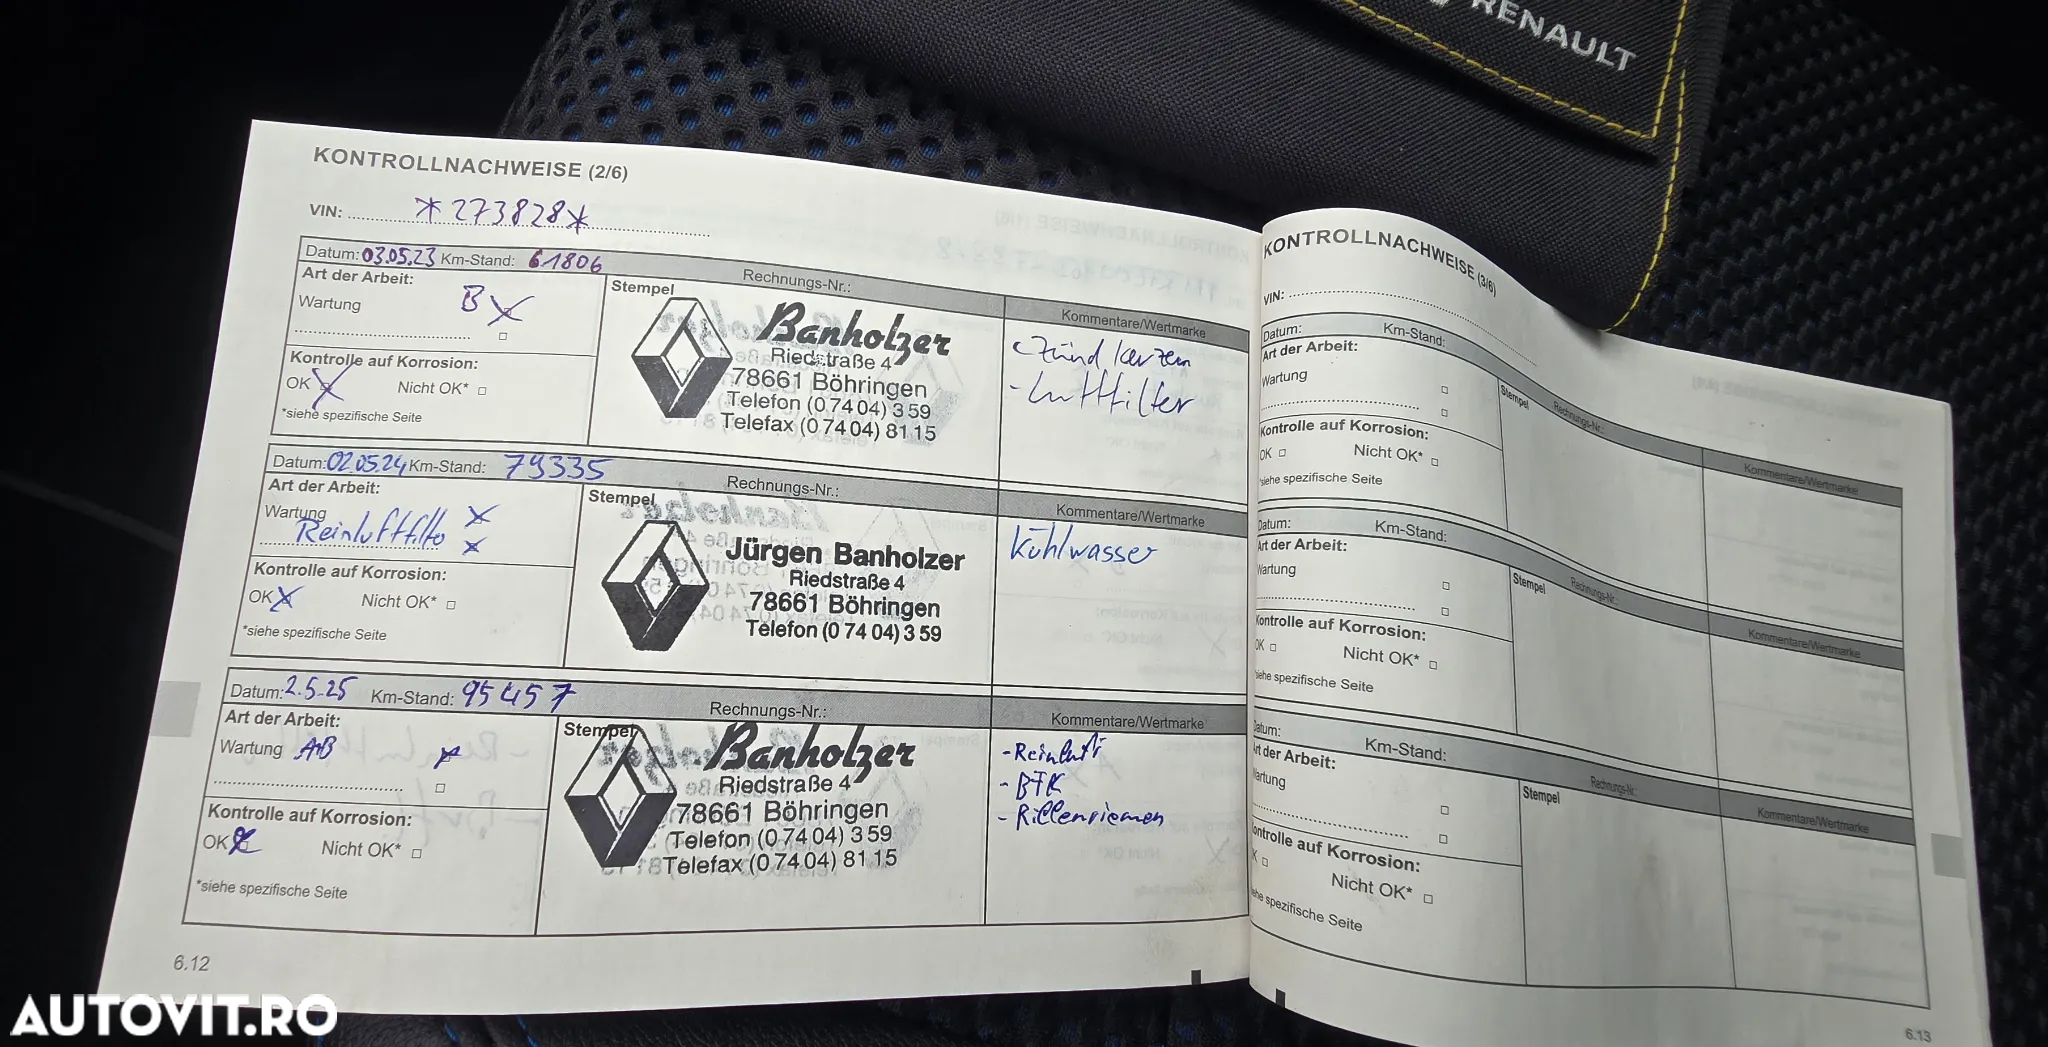 RENAULT
KONTROLLNACHWEISE (2/6)
VIN: *273828*
Datum: 03.05.23 Km-Stand: 61806
Rechnungs-Nr.:
Art der Arbeit:
Wartung B
Kontrolle auf Korrosion:
OK Nicht OK*
*siehe spezifische Seite
Stempel
Banholzer
Riedstraße 4
78661 Böhringen
Telefon (0 74 04) 3 59
Telefax (0 74 04) 81 15
Kommentare/Wertmarke
- Zündkerzen
- Luftfilter
Datum: 02.05.24 Km-Stand: 79335
Rechnungs-Nr.:
Art der Arbeit:
Wartung
Reinluftfilter
Kontrolle auf Korrosion:
OK Nicht OK*
*siehe spezifische Seite
Stempel
Jürgen Banholzer
Riedstraße 4
78661 Böhringen
Telefon (0 74 04) 3 59
Kommentare/Wertmarke
Kühlwasser
Datum: 2.5.25 Km-Stand: 95457
Rechnungs-Nr.:
Art der Arbeit:
Wartung A+B
Kontrolle auf Korrosion:
OK Nicht OK*
*siehe spezifische Seite
Stempel
Banholzer
Riedstraße 4
78661 Böhringen
Telefon (0 74 04) 3 59
Telefax (0 74 04) 81 15
Kommentare/Wertmarke
- Reinluft
- BFK
- Rillenriemen
6.12
KONTROLLNACHWEISE (3/6)
VIN:
Datum: Km-Stand:
Rechnungs-Nr.:
Art der Arbeit:
Wartung
Kontrolle auf Korrosion:
OK Nicht OK*
*siehe spezifische Seite
Stempel
Kommentare/Wertmarke
Datum: Km-Stand:
Rechnungs-Nr.:
Art der Arbeit:
Wartung
Kontrolle auf Korrosion:
OK Nicht OK*
*siehe spezifische Seite
Stempel
Kommentare/Wertmarke
Datum: Km-Stand:
Rechnungs-Nr.:
Art der Arbeit:
Wartung
Kontrolle auf Korrosion:
OK Nicht OK*
*siehe spezifische Seite
Stempel
Kommentare/Wertmarke
6.13
AUTOVIT.RO